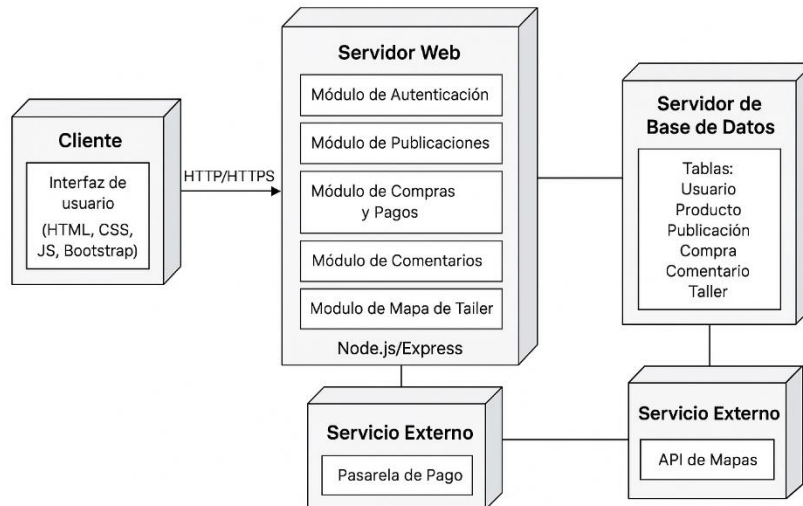 Cliente
Interfaz de
usuario
(HTML, CSS,
JS, Bootstrap)
HTTP/HTTPS
Servidor Web
Módulo de Autenticación
Módulo de Publicaciones
Módulo de Compras
y Pagos
Módulo de Comentarios
Modulo de Mapa de Tailer
Node.js/Express
Servidor de
Base de Datos
Tablas:
Usuario
Producto
Publicación
Compra
Comentario
Taller
Servicio Externo
Pasarela de Pago
Servicio Externo
API de Mapas